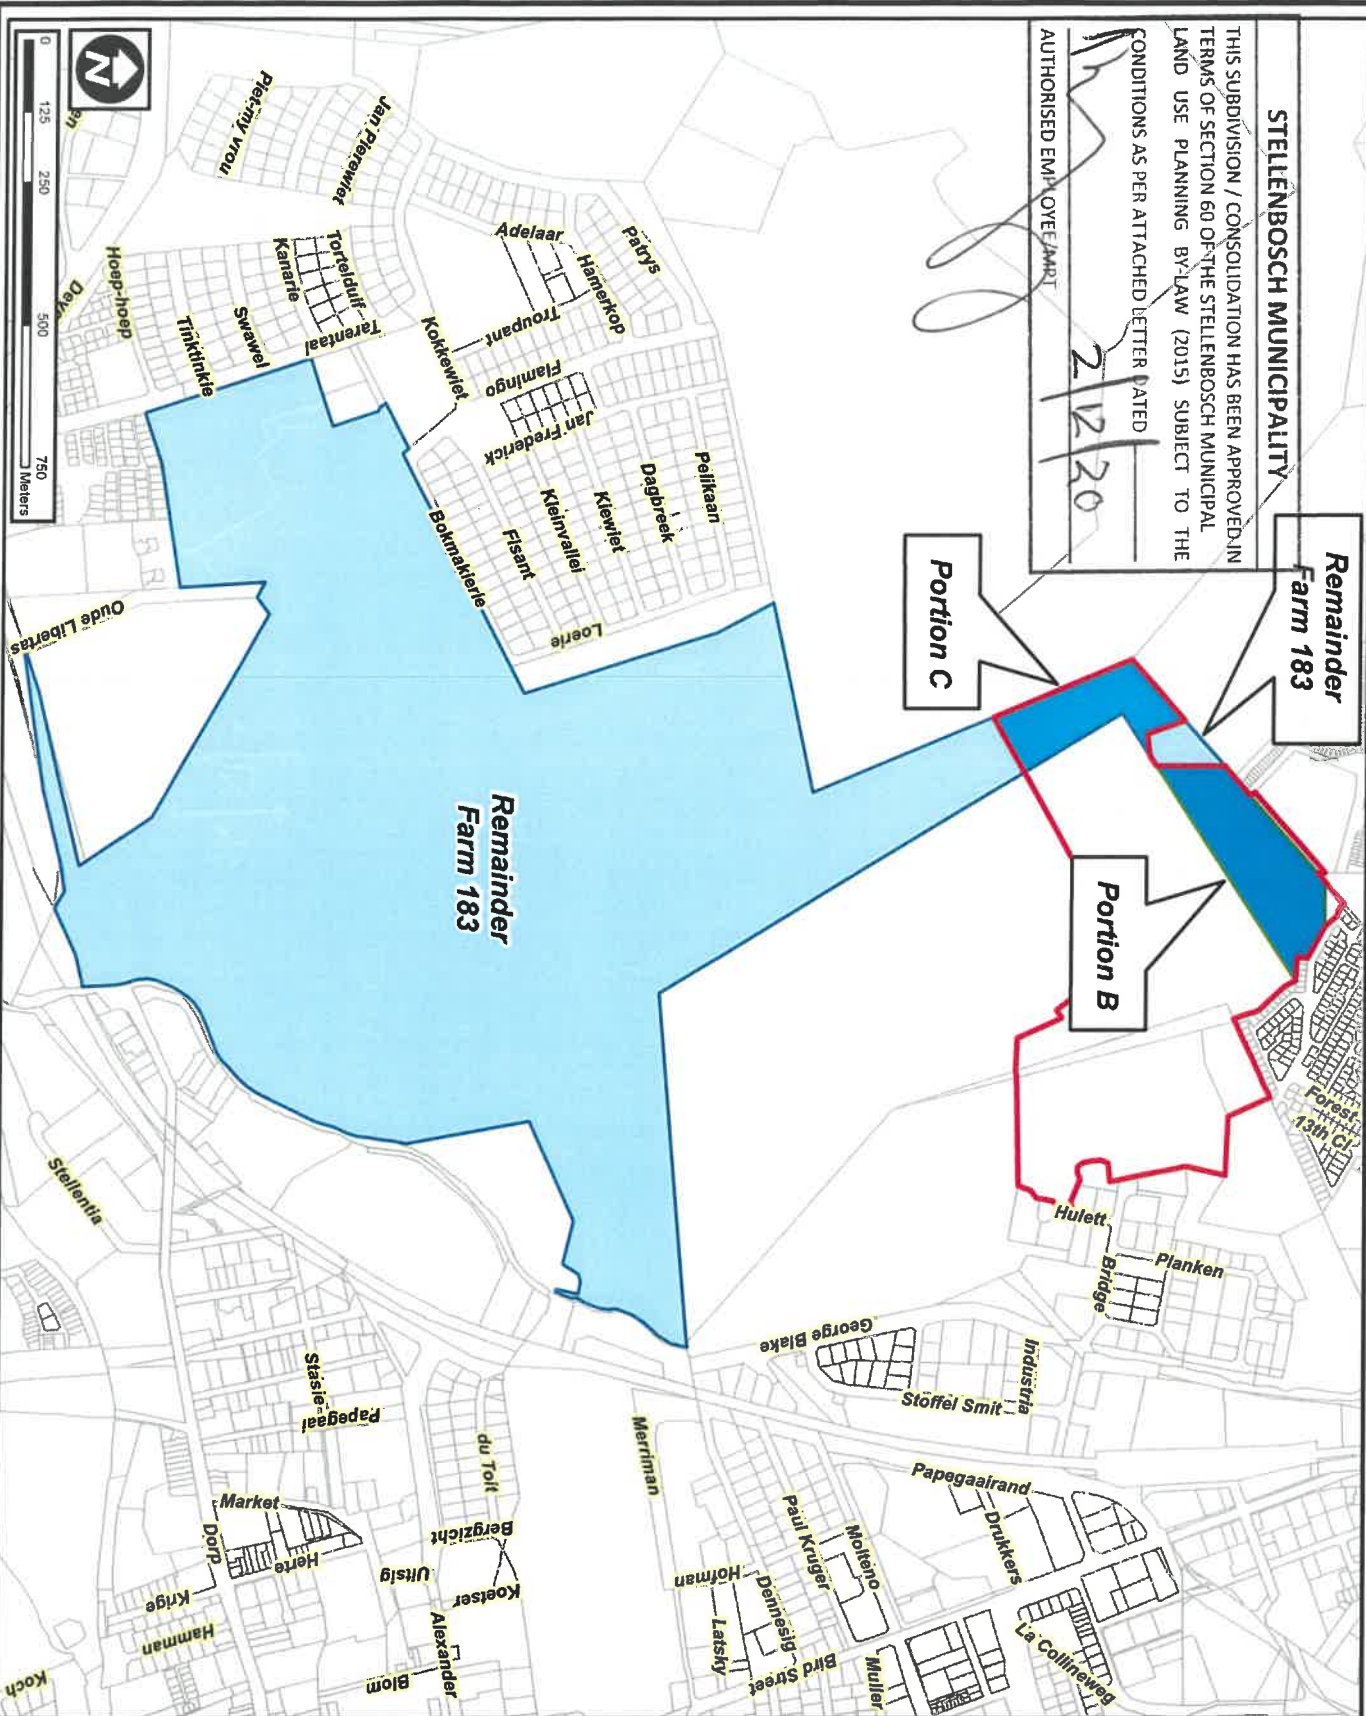 STELLENBOSCH MUNICIPALITY
THIS SUBDIVISION / CONSOLIDATION HAS BEEN APPROVED IN
TERMS OF SECTION 60 OF THE STELLENBOSCH MUNICIPAL
LAND USE PLANNING BY-LAW (2015) SUBJECT TO THE
CONDITIONS AS PER ATTACHED LETTER DATED
2/12/20
AUTHORISED EMPLOYEE/MPT
Remainder
Farm 183
Portion C
Portion B
Remainder
Farm 183
Forest
13th Cl
Hulett
Planken
Bridge
Industria
George Blake
Stoffel Smit
Papegaairand
Drukkers
La Collineweg
Molteno
Paul Kruger
Merriman
Hofman
Dennesig
Latsky
Bird Street
Muller
du Toit
Bergzicht
Koetser
Stasie
Papegaai
Uitsig
Alexander
Blom
Market
Herte
Dorp
Krige
Hamman
Koch
Stellentia
Oude Libertas
Patrys
Adelaar
Hamerkop
Troupant
Flamingo
Kokkewiet
Jan Frederick
Pelikaan
Dagbreek
Kiewiet
Kleinvallei
Fisant
Bokmakierie
Loerie
Piet-my vrou
Jan Pierewiet
Tortelduif
Kanarie
Tarentaal
Swawel
Tinktinkie
Hoep-hoep
Dev
en
N
0 125 250 500 750
Meters